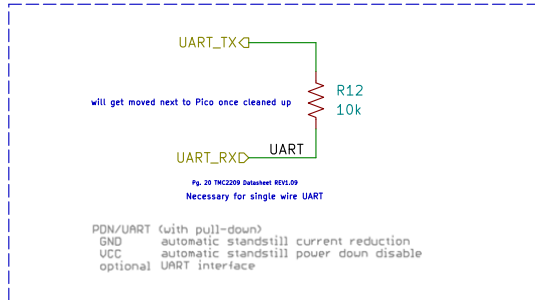 UART_TX
R12
10k
will get moved next to Pico once cleaned up
UART
UART_RX
Pg. 20 TMC2209 Datasheet REV1.09
Necessary for single wire UART
PDN/UART (with pull-down)
GND automatic standstill current reduction
VCC automatic standstill power down disable
optional UART interface